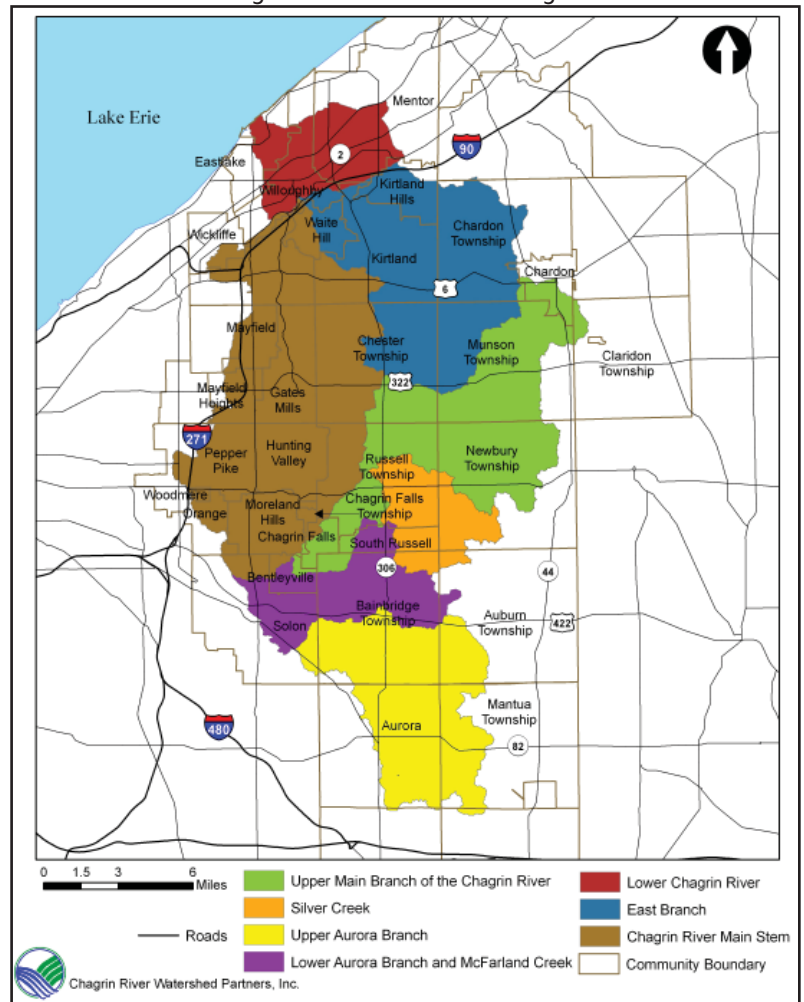 Lake Erie
Mentor
2
90
Eastlake
Willoughby
Kirtland
Hills
Waite
Hill
Chardon
Township
Wickliffe
Kirtland
Chardon
6
Mayfield
Chester
Township
Munson
Township
Claridon
Township
322
Mayfield
Heights
Gates
Mills
271
Pepper
Pike
Hunting
Valley
Newbury
Township
Russell
Township
Woodmere
Orange
Moreland
Hills
Chagrin Falls
Township
Chagrin Falls
South Russell
306
44
Bentleyville
Bainbridge
Township
Solon
Auburn
Township
422
Mantua
Township
480
Aurora
82
0 1.5 3 6
Miles
Roads
Upper Main Branch of the Chagrin River
Silver Creek
Upper Aurora Branch
Lower Aurora Branch and McFarland Creek
Lower Chagrin River
East Branch
Chagrin River Main Stem
Community Boundary
Chagrin River Watershed Partners, Inc.